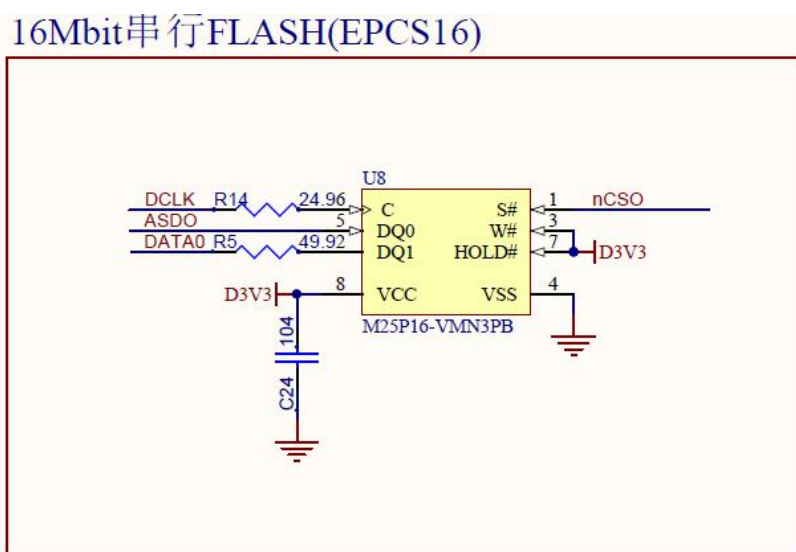 16Mbit串行FLASH(EPCS16)
U8
DCLK R14 24.96 C S# 1 nCSO
ASDO 5 DQ0 W# 3
DATA0 R5 49.92 DQ1 HOLD# 7 D3V3
D3V3 8 VCC VSS 4
M25P16-VMN3PB
104
C24